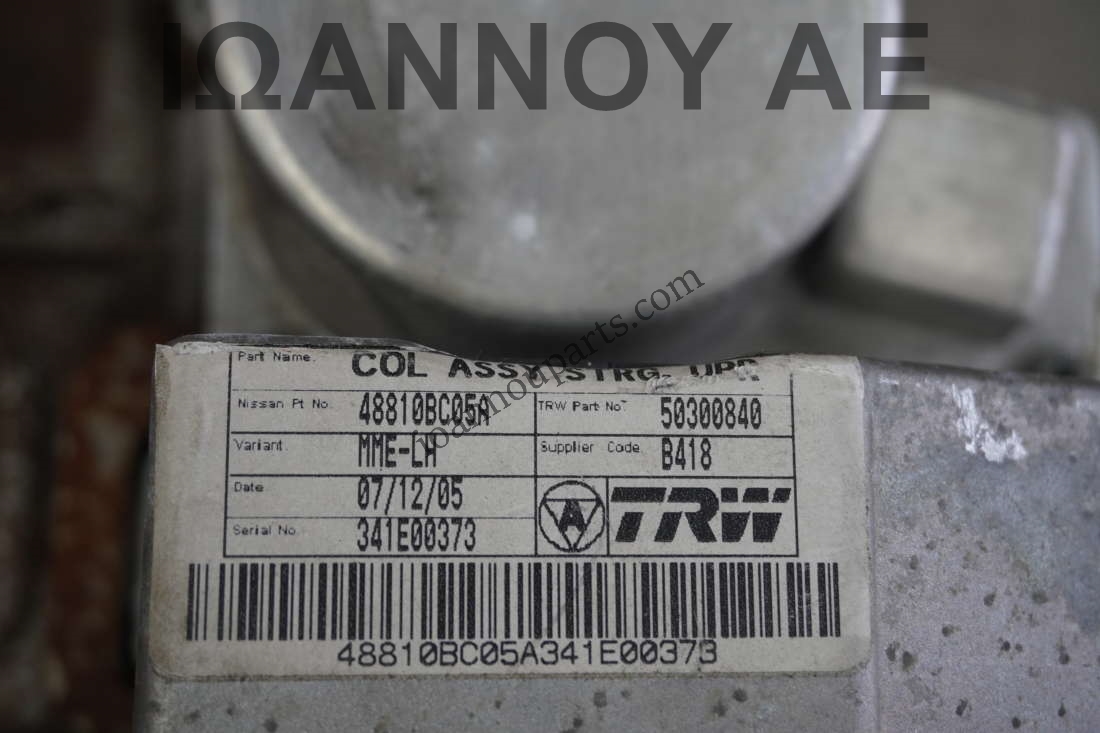 ΙΩΑΝΝΟΥ ΑΕ
ioannouparts.com
Part Name. COL ASSY STRG. UPR
Nissan Pt No. 48810BC05A TRW Part No. 50300840
Variant MME-LH Supplier Code B418
Date 07/12/05
Serial No. 341E00373 A TRW
48810BC05A341E00373